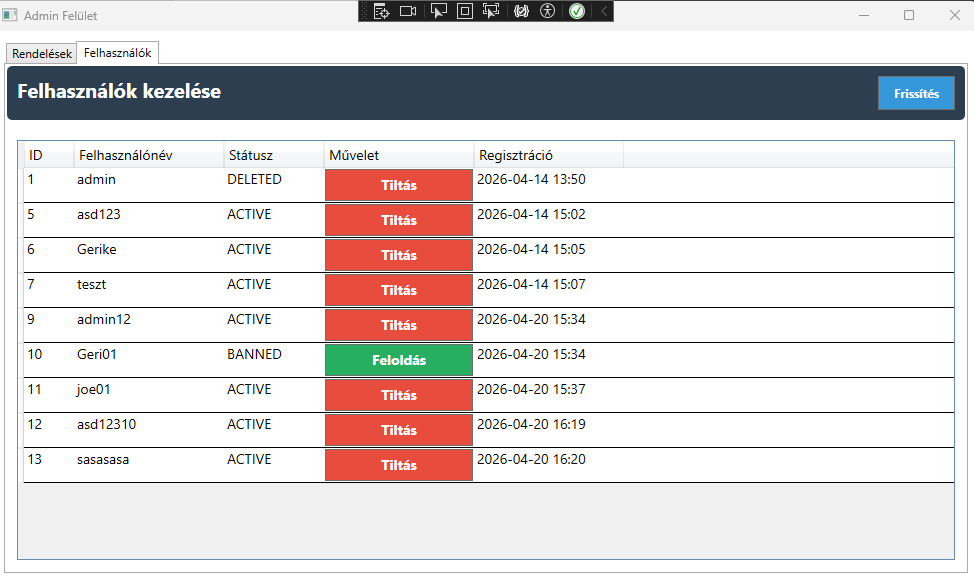 Admin Felület
Rendelések Felhasználók
Felhasználók kezelése Frissítés
ID Felhasználónév Státusz Művelet Regisztráció
1 admin DELETED Tiltás 2026-04-14 13:50
5 asd123 ACTIVE Tiltás 2026-04-14 15:02
6 Gerike ACTIVE Tiltás 2026-04-14 15:05
7 teszt ACTIVE Tiltás 2026-04-14 15:07
9 admin12 ACTIVE Tiltás 2026-04-20 15:34
10 Geri01 BANNED Feloldás 2026-04-20 15:34
11 joe01 ACTIVE Tiltás 2026-04-20 15:37
12 asd12310 ACTIVE Tiltás 2026-04-20 16:19
13 sasasasa ACTIVE Tiltás 2026-04-20 16:20